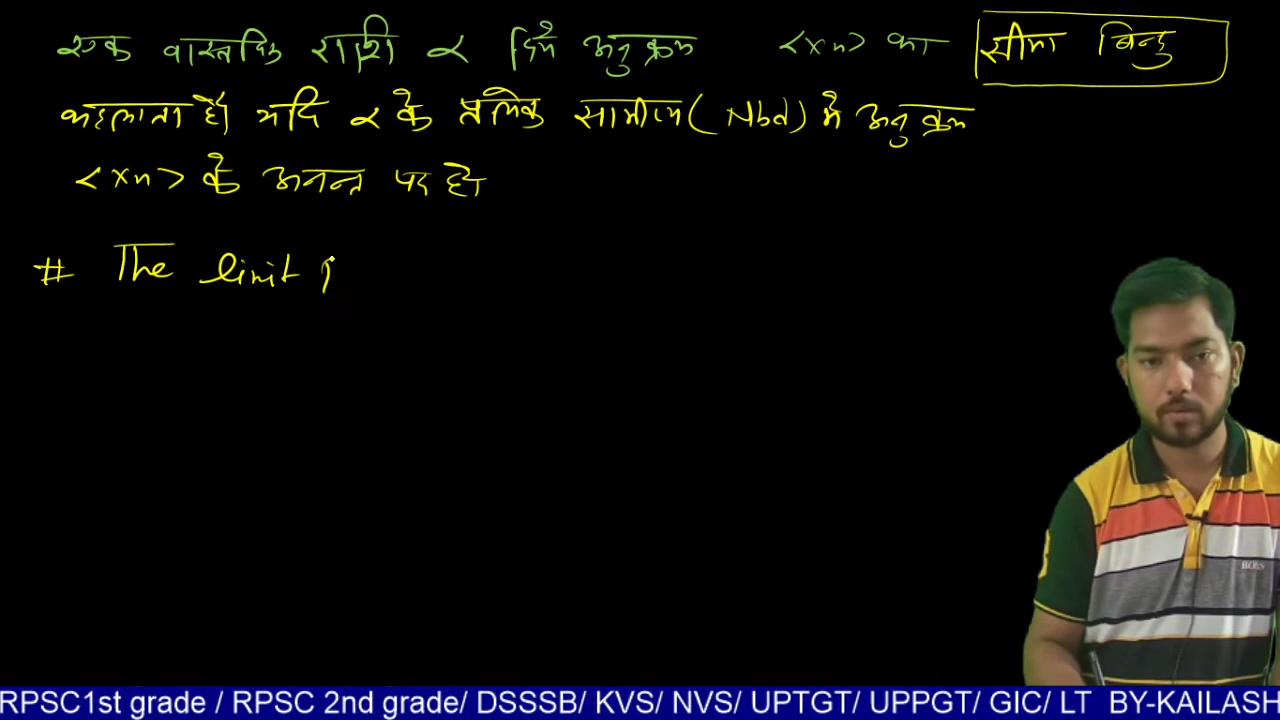 एक वास्तविक राशि α दिये अनुक्रम <xn> का सीमा बिन्दु
कहलाता है। यदि α के प्रत्येक सामीप्य (Nbd) में अनुक्रम
<xn> के अनन्त पद हो
# The limit p
RPSC1st grade / RPSC 2nd grade/ DSSSB/ KVS/ NVS/ UPTGT/ UPPGT/ GIC/ LT BY-KAILASH